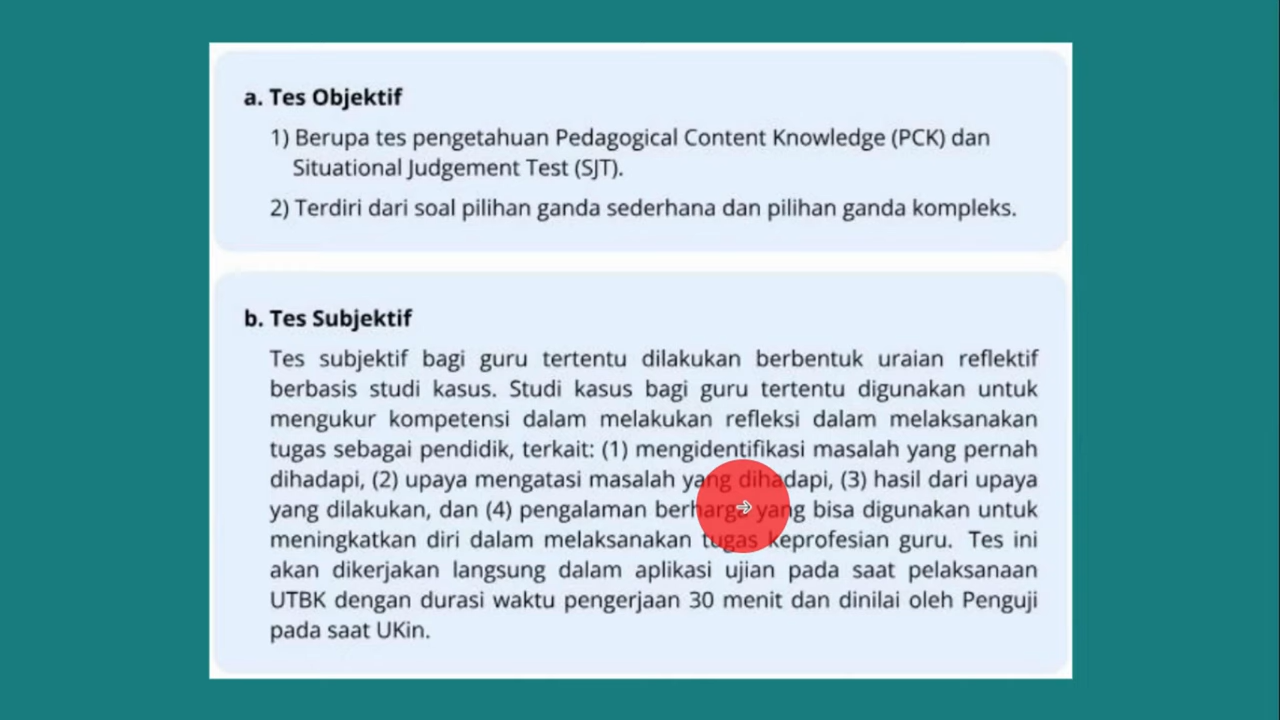 a. Tes Objektif
1) Berupa tes pengetahuan Pedagogical Content Knowledge (PCK) dan
Situational Judgement Test (SJT).
2) Terdiri dari soal pilihan ganda sederhana dan pilihan ganda kompleks.
b. Tes Subjektif
Tes subjektif bagi guru tertentu dilakukan berbentuk uraian reflektif
berbasis studi kasus. Studi kasus bagi guru tertentu digunakan untuk
mengukur kompetensi dalam melakukan refleksi dalam melaksanakan
tugas sebagai pendidik, terkait: (1) mengidentifikasi masalah yang pernah
dihadapi, (2) upaya mengatasi masalah yang dihadapi, (3) hasil dari upaya
yang dilakukan, dan (4) pengalaman berharga yang bisa digunakan untuk
meningkatkan diri dalam melaksanakan tugas keprofesian guru. Tes ini
akan dikerjakan langsung dalam aplikasi ujian pada saat pelaksanaan
UTBK dengan durasi waktu pengerjaan 30 menit dan dinilai oleh Penguji
pada saat UKin.